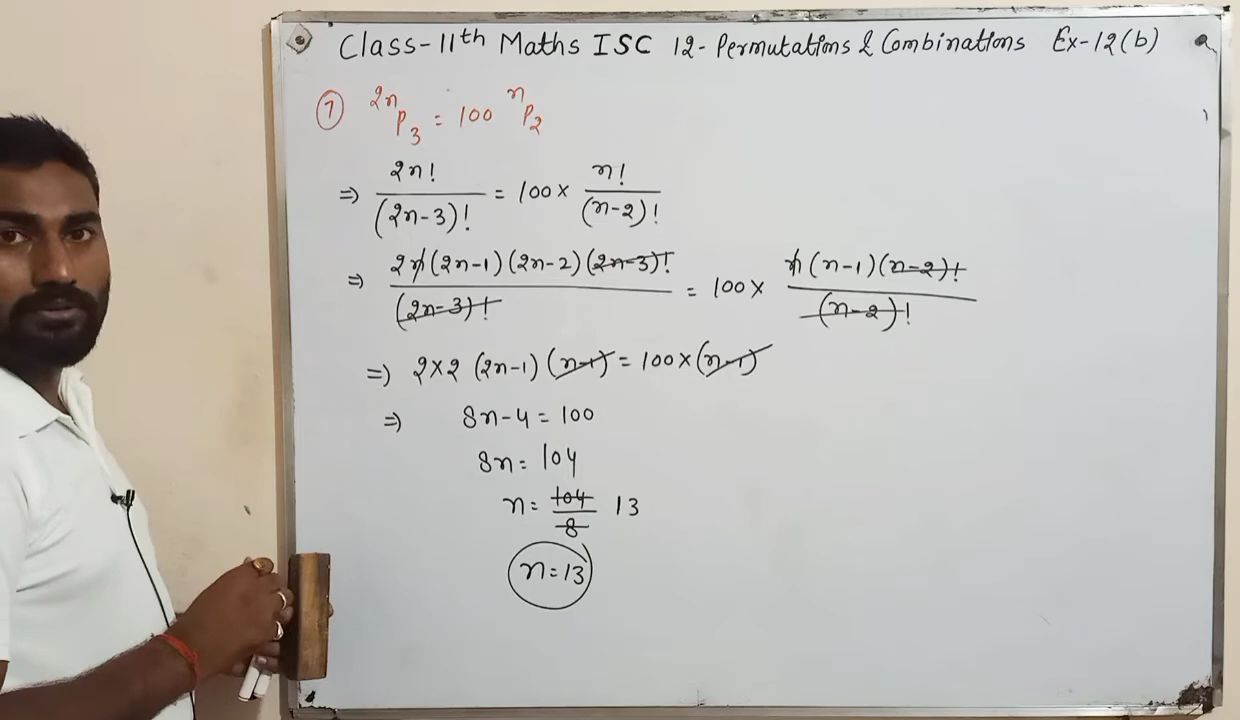 Class-11th Maths ISC 12-Permutations & Combinations Ex-12(b)
⑦ ²ⁿP₃ = 100 ⁿP₂
⇒ 2n!/(2n-3)! = 100 × n!/(n-2)!
⇒ 2n(2n-1)(2n-2)(2n-3)!/(2n-3)! = 100 × n(n-1)(n-2)!/(n-2)!
⇒ 2×2 (2n-1)(n-1) = 100×(n-1)
⇒ 8n-4 = 100
8n = 104
n = 104/8 13
n = 13